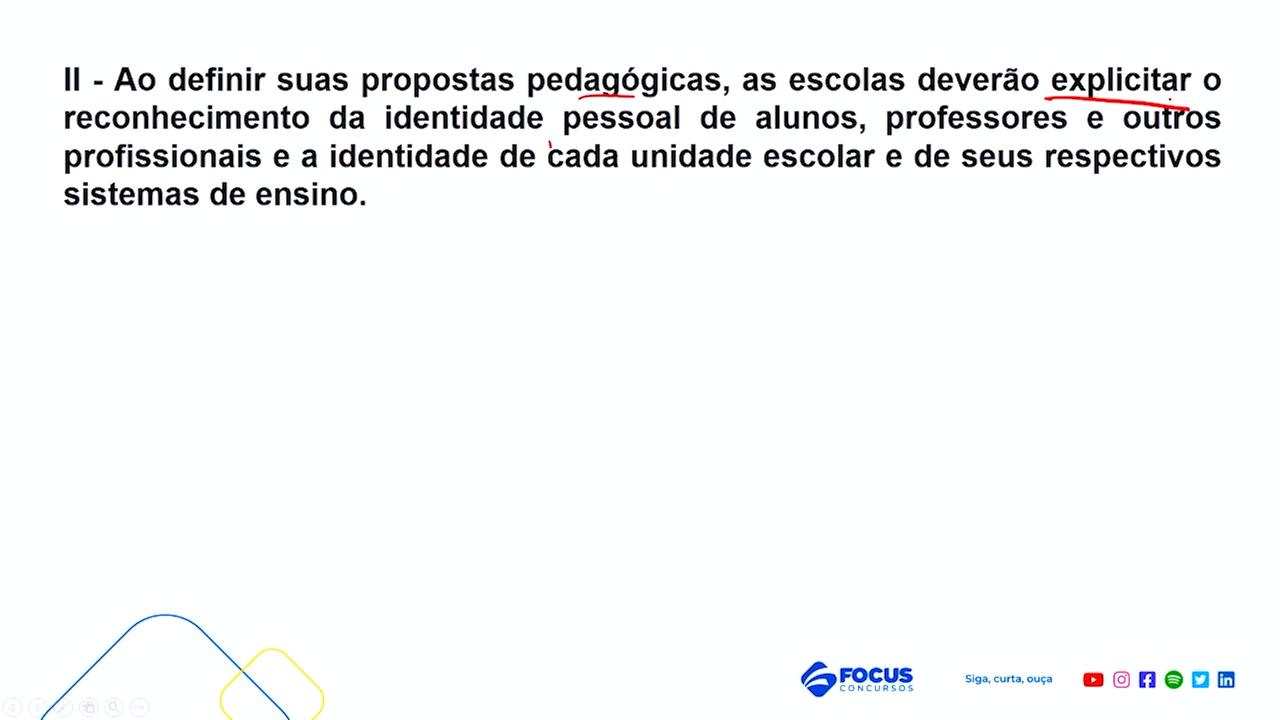 II - Ao definir suas propostas pedagógicas, as escolas deverão explicitar o
reconhecimento da identidade pessoal de alunos, professores e outros
profissionais e a identidade de cada unidade escolar e de seus respectivos
sistemas de ensino.
FOCUS
CONCURSOS
Siga, curta, ouça